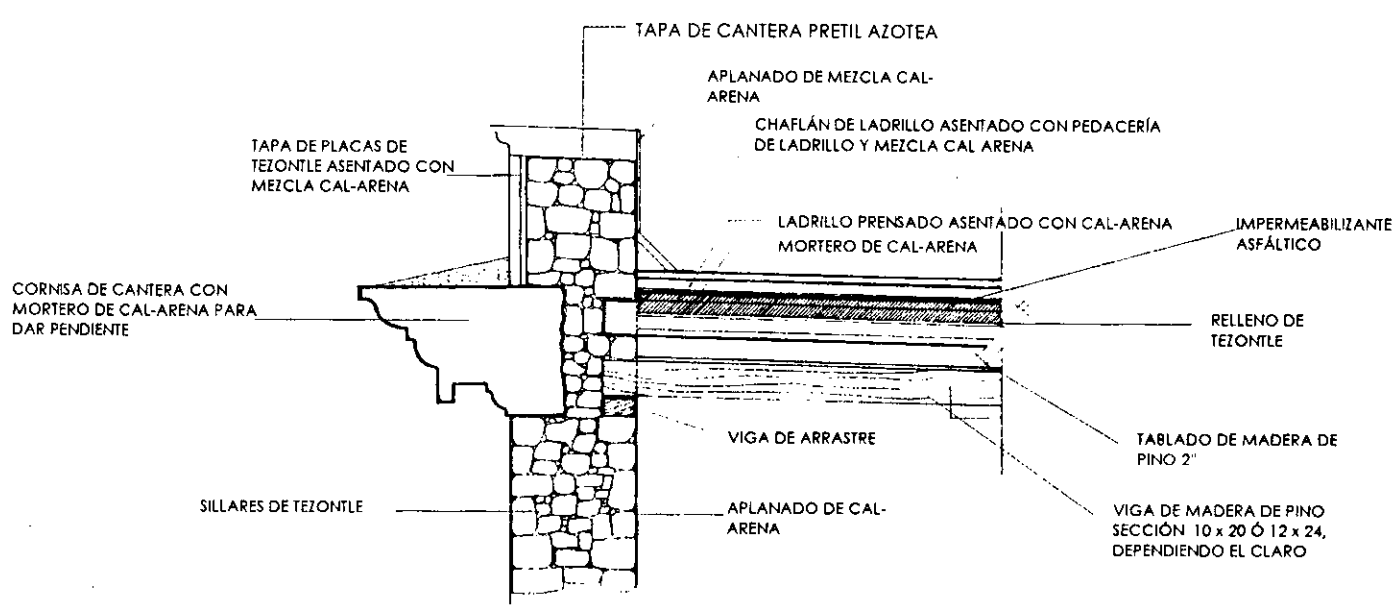 TAPA DE CANTERA PRETIL AZOTEA
APLANADO DE MEZCLA CAL-
ARENA
CHAFLÁN DE LADRILLO ASENTADO CON PEDACERÍA
DE LADRILLO Y MEZCLA CAL ARENA
TAPA DE PLACAS DE
TEZONTLE ASENTADO CON
MEZCLA CAL-ARENA
LADRILLO PRENSADO ASENTADO CON CAL-ARENA
MORTERO DE CAL-ARENA
IMPERMEABILIZANTE
ASFÁLTICO
CORNISA DE CANTERA CON
MORTERO DE CAL-ARENA PARA
DAR PENDIENTE
RELLENO DE
TEZONTLE
VIGA DE ARRASTRE
TABLADO DE MADERA DE
PINO 2"
SILLARES DE TEZONTLE
APLANADO DE CAL-
ARENA
VIGA DE MADERA DE PINO
SECCIÓN 10 x 20 Ó 12 x 24,
DEPENDIENDO EL CLARO